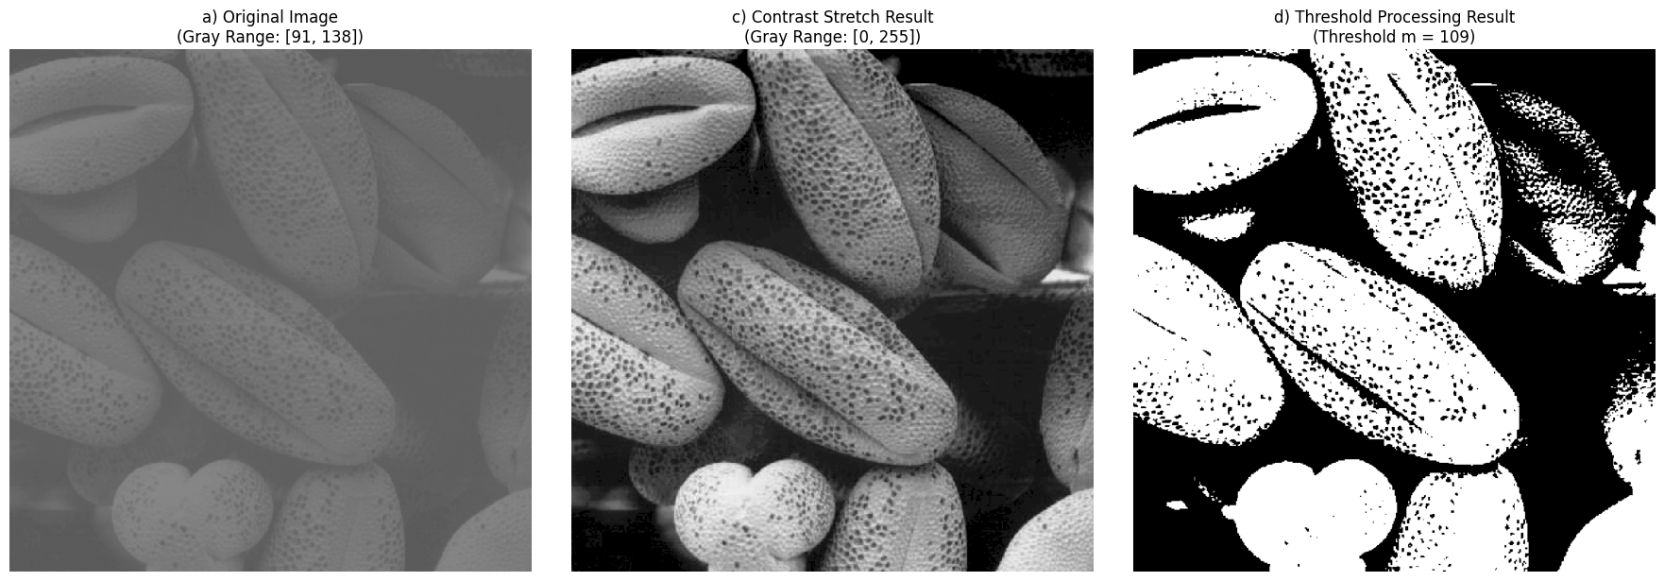 a) Original Image
(Gray Range: [91, 138])
c) Contrast Stretch Result
(Gray Range: [0, 255])
d) Threshold Processing Result
(Threshold m = 109)